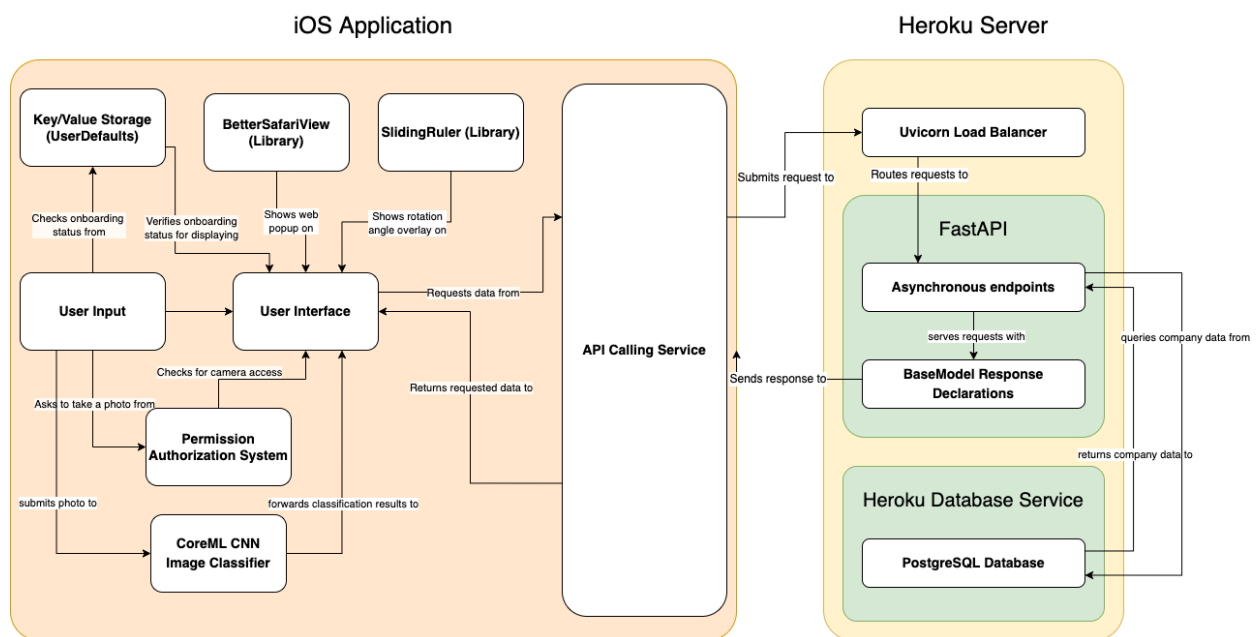 iOS Application
Heroku Server
Key/Value Storage
(UserDefaults)
BetterSafariView
(Library)
SlidingRuler (Library)
Uvicorn Load Balancer
Submits request to
Routes requests to
Checks onboarding
status from
Verifies onboarding
status for displaying
Shows web
popup on
Shows rotation
angle overlay on
FastAPI
User Input
User Interface
Requests data from
Asynchronous endpoints
API Calling Service
serves requests with
queries company data from
Checks for camera access
Returns requested data to
Sends response to
BaseModel Response
Declarations
Asks to take a photo from
Permission
Authorization System
returns company data to
submits photo to
forwards classification results to
Heroku Database Service
CoreML CNN
Image Classifier
PostgreSQL Database